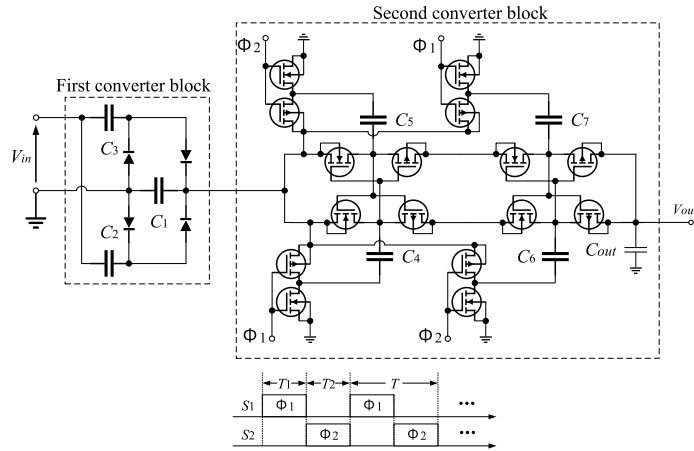 Second converter block
Φ2
Φ1
First converter block
C5
C7
C3
Vin
C1
C2
Vou
C4
C6
Cout
Φ1
Φ2
T1
T2
T
S1
Φ1
Φ1
•••
S2
Φ2
Φ2
•••